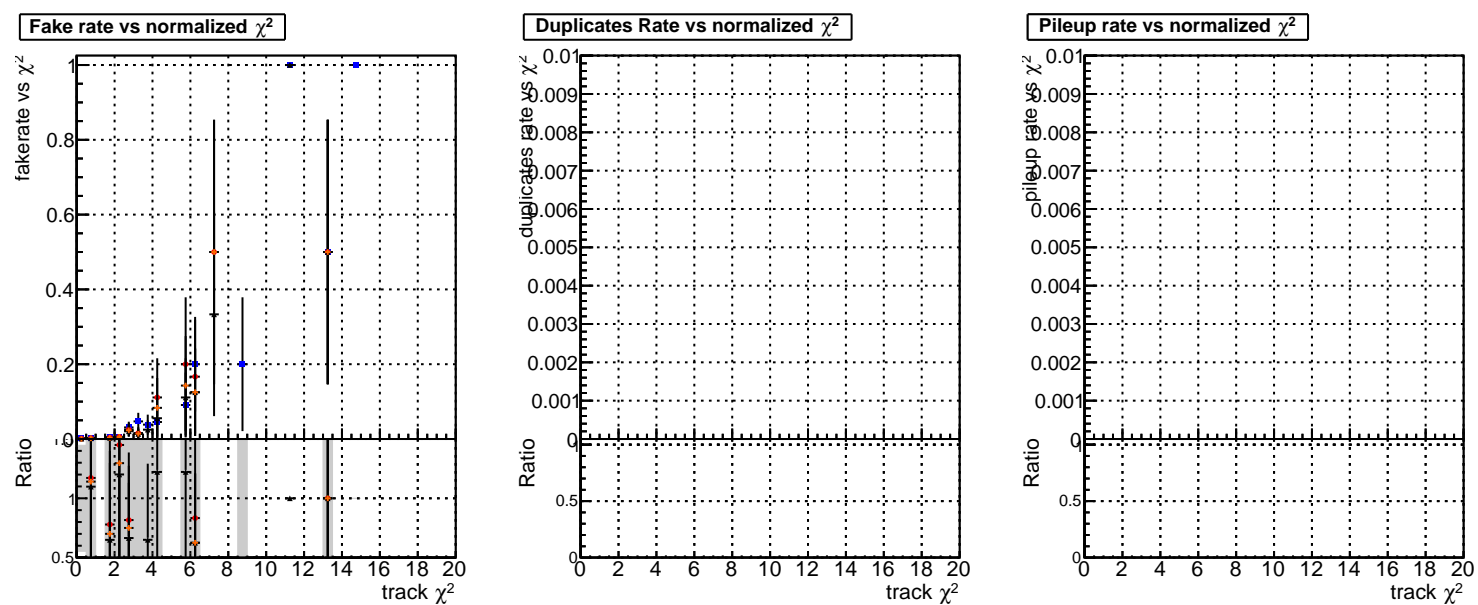 Fake rate vs normalized χ²
fakerate vs χ²
1
0.8
0.6
0.4
0.2
0
Ratio
1
0.5
0 2 4 6 8 10 12 14 16 18 20
track χ²
Duplicates Rate vs normalized χ²
duplicates rate vs χ²
0.01
0.009
0.008
0.007
0.006
0.005
0.004
0.003
0.002
0.001
0
Ratio
1
0.5
0
0 2 4 6 8 10 12 14 16 18 20
track χ²
Pileup rate vs normalized χ²
pileup rate vs χ²
0.01
0.009
0.008
0.007
0.006
0.005
0.004
0.003
0.002
0.001
0
Ratio
1
0.5
0
0 2 4 6 8 10 12 14 16 18 20
track χ²